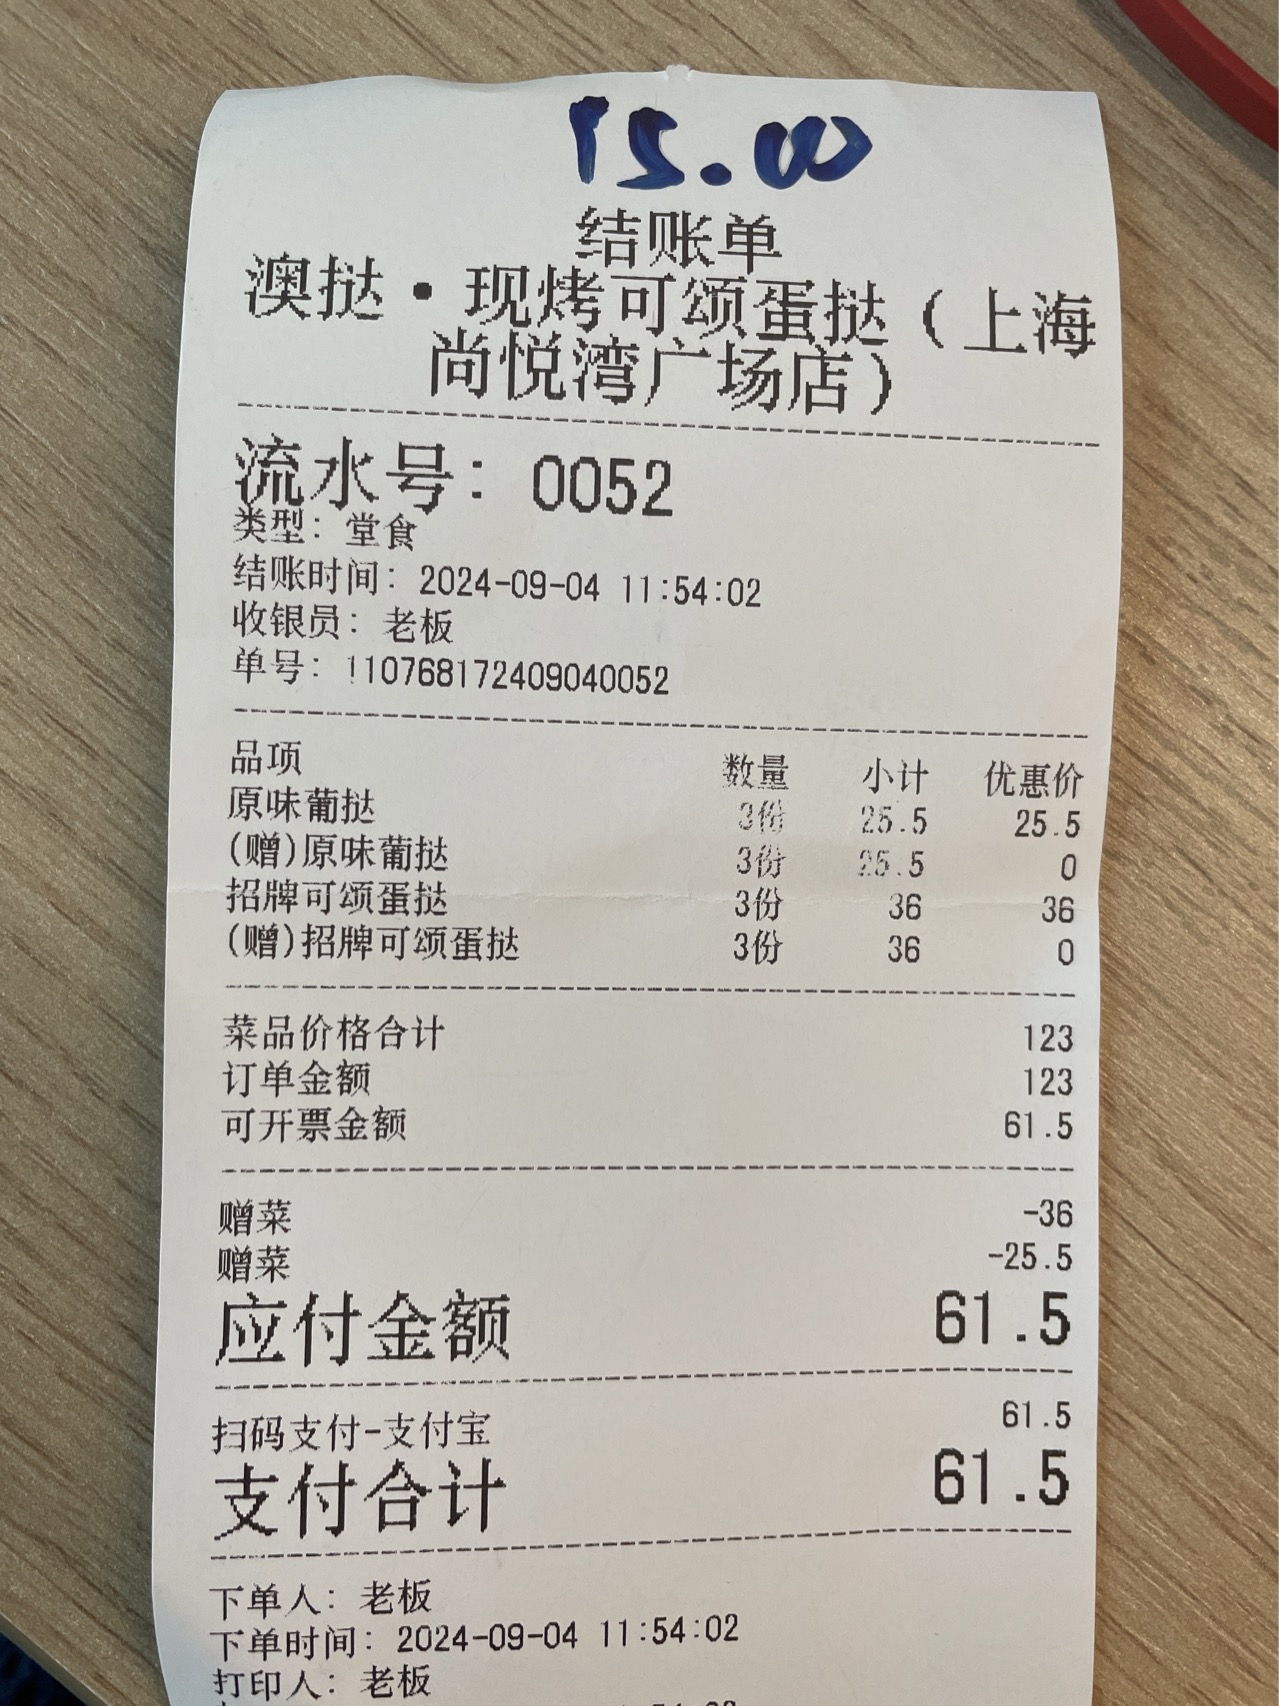 15.00
结账单
澳挞·现烤可颂蛋挞(上海
尚悦湾广场店)
流水号: 0052
类型: 堂食
结账时间: 2024-09-04 11:54:02
收银员: 老板
单号: 110768172409040052
品项 数量 小计 优惠价
原味葡挞 3份 25.5 25.5
(赠)原味葡挞 3份 25.5 0
招牌可颂蛋挞 3份 36 36
(赠)招牌可颂蛋挞 3份 36 0
菜品价格合计 123
订单金额 123
可开票金额 61.5
赠菜 -36
赠菜 -25.5
应付金额 61.5
扫码支付-支付宝 61.5
支付合计 61.5
下单人: 老板
下单时间: 2024-09-04 11:54:02
打印人: 老板